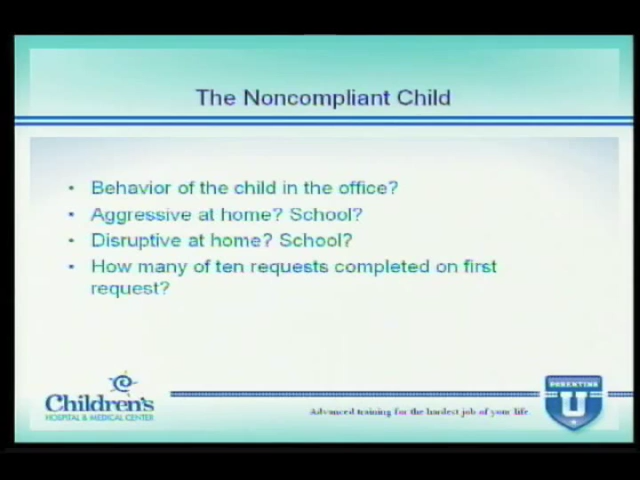 The Noncompliant Child
• Behavior of the child in the office?
• Aggressive at home? School?
• Disruptive at home? School?
• How many of ten requests completed on first
request?
Children's
HOSPITAL & MEDICAL CENTER
Advanced training for the hardest job of your life.
PARENTING
U